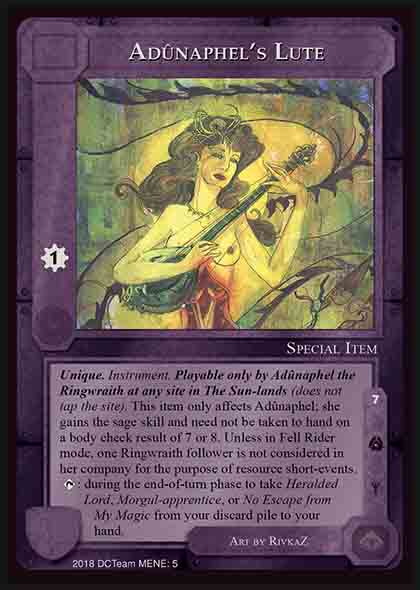 ADÛNAPHEL'S LUTE
1
SPECIAL ITEM
Unique. Instrument. Playable only by Adûnaphel the
Ringwraith at any site in The Sun-lands (does not
tap the site). This item only affects Adûnaphel; she
gains the sage skill and need not be taken to hand on
a body check result of 7 or 8. Unless in Fell Rider
mode, one Ringwraith follower is not considered in
her company for the purpose of resource short-events.
: during the end-of-turn phase to take Heralded
Lord, Morgul-apprentice, or No Escape from
My Magic from your discard pile to your
hand.
7
ART BY RIVKAZ
2018 DCTeam MENE: 5